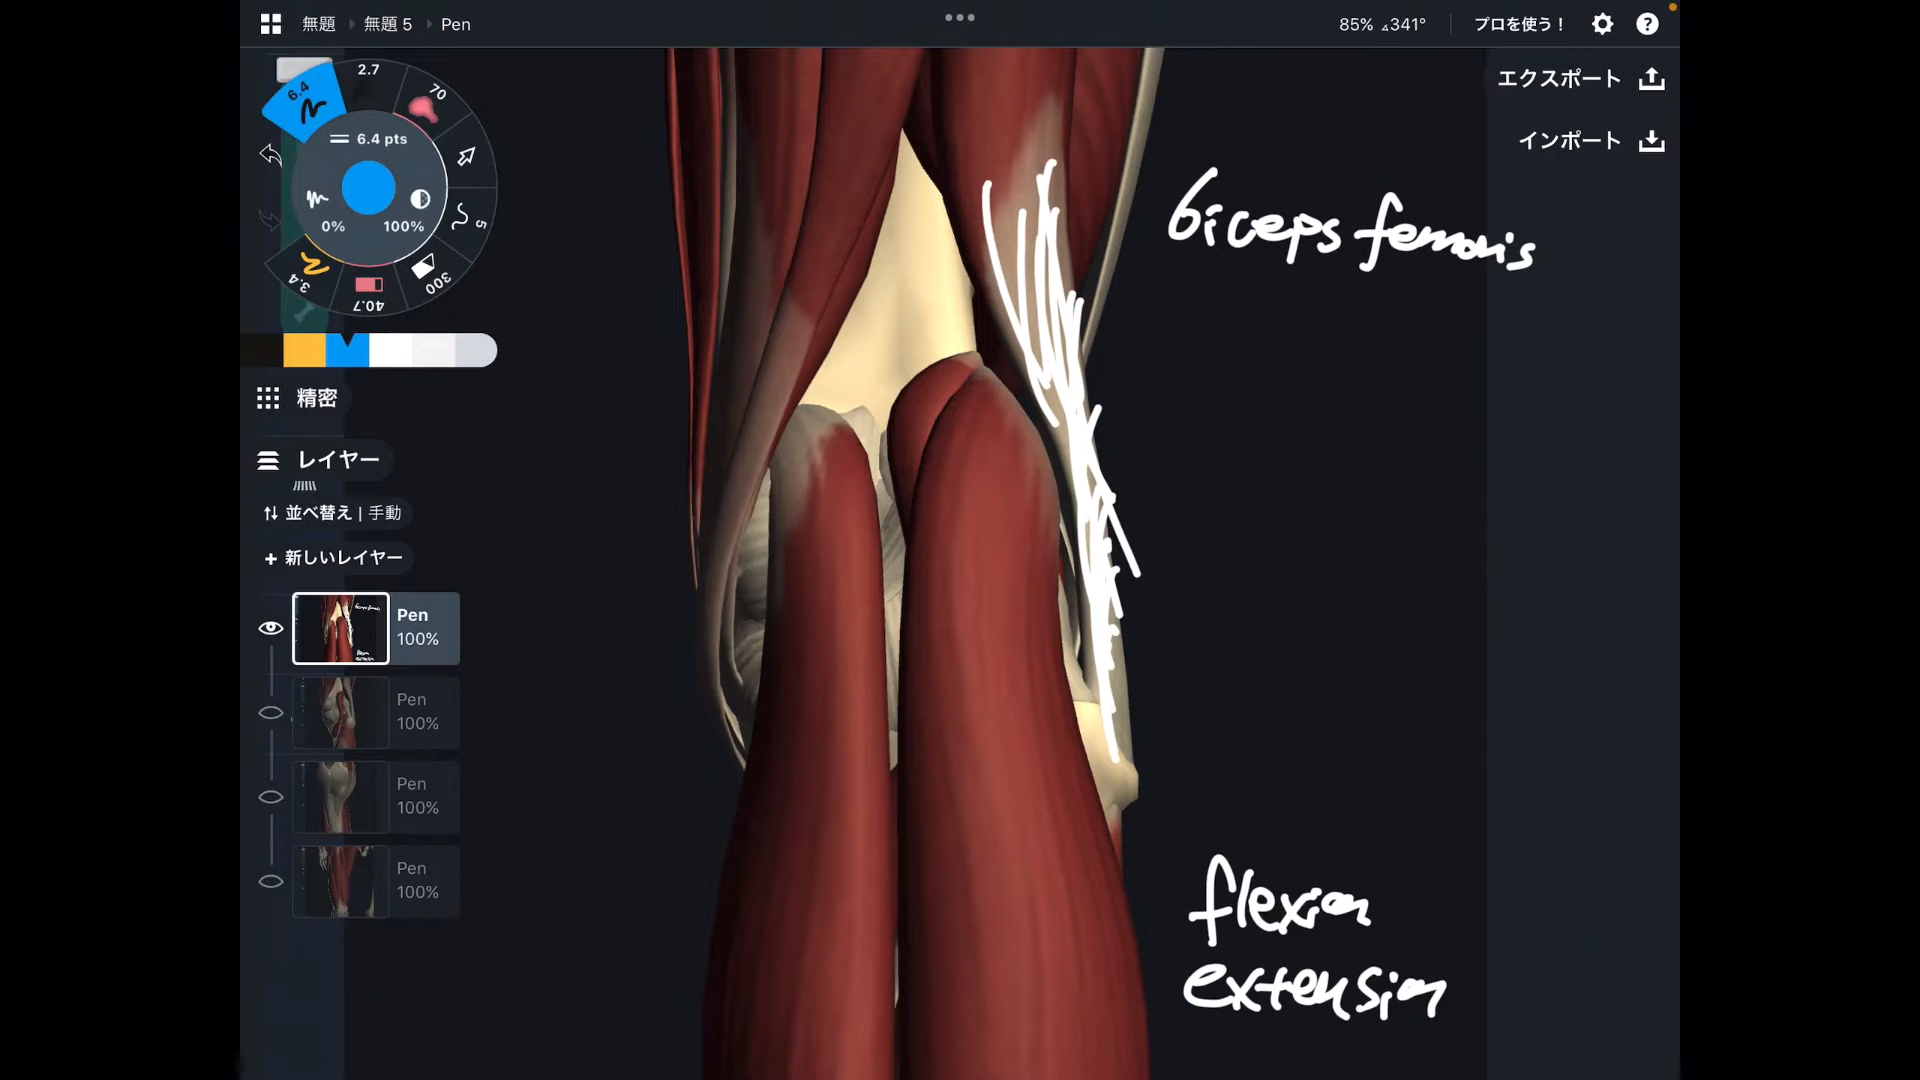 無題 › 無題 5 › Pen
85% ⊿341°
プロを使う！
エクスポート
インポート
2.7
6.4
70
6.4 pts
5
0%
100%
3.4
40.7
300
biceps femoris
精密
レイヤー
並べ替え | 手動
+ 新しいレイヤー
Pen
100%
Pen
100%
Pen
100%
Pen
100%
flexion
extension